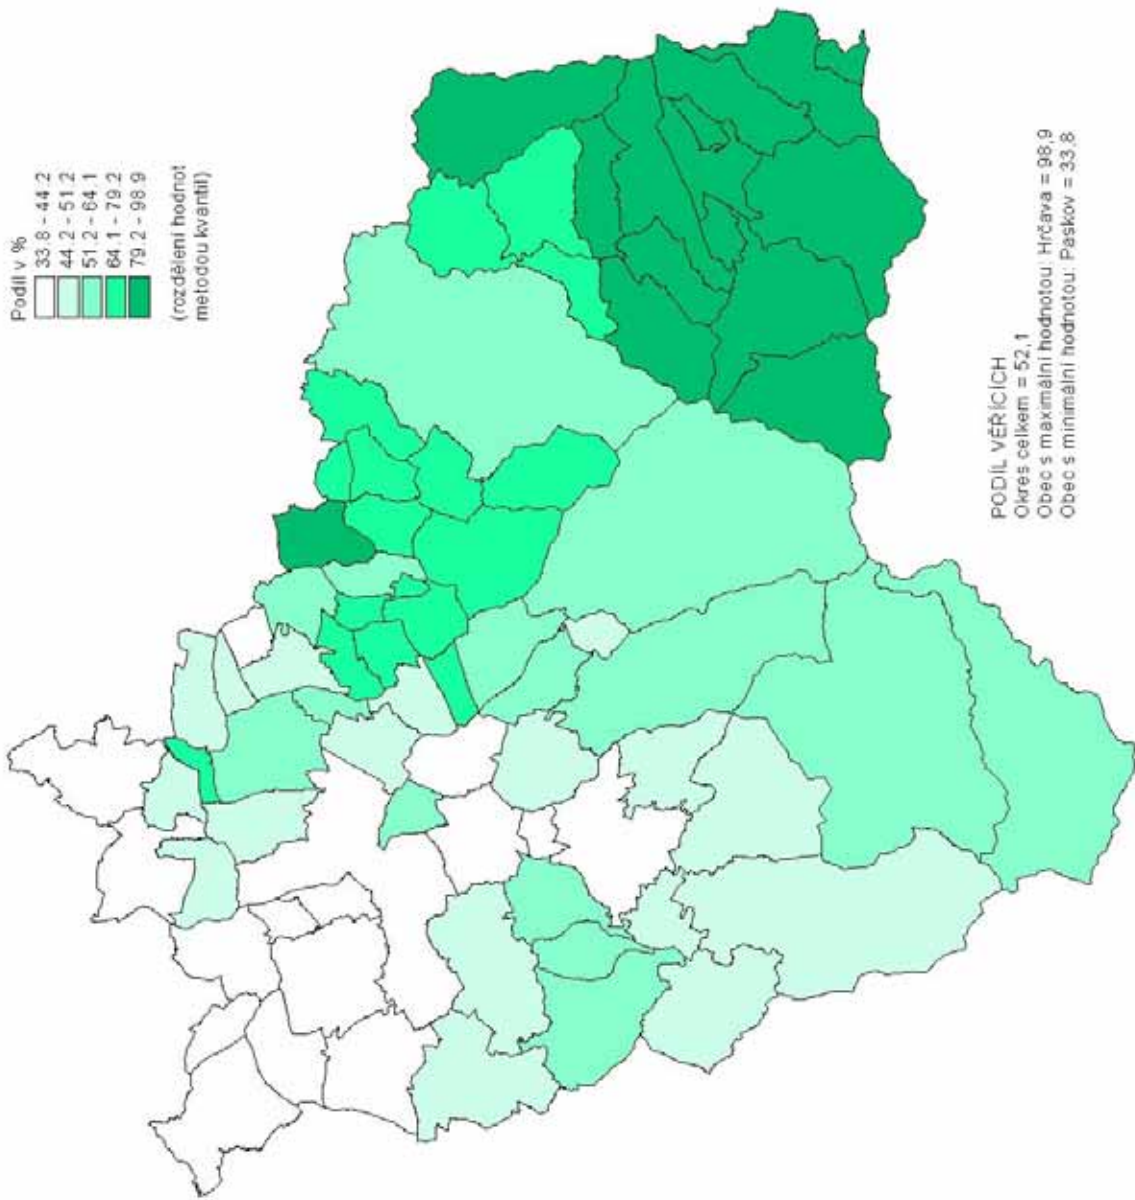 Podíl v %
33.8 - 44.2
44.2 - 51.2
51.2 - 64.1
64.1 - 79.2
79.2 - 98.9
(rozdělení hodnot
metodou kvantil)
PODÍL VĚŘÍCÍCH
Okres celkem = 52,1
Obec s maximální hodnotou: Hrčava = 98,9
Obec s minimální hodnotou: Paskov = 33,8